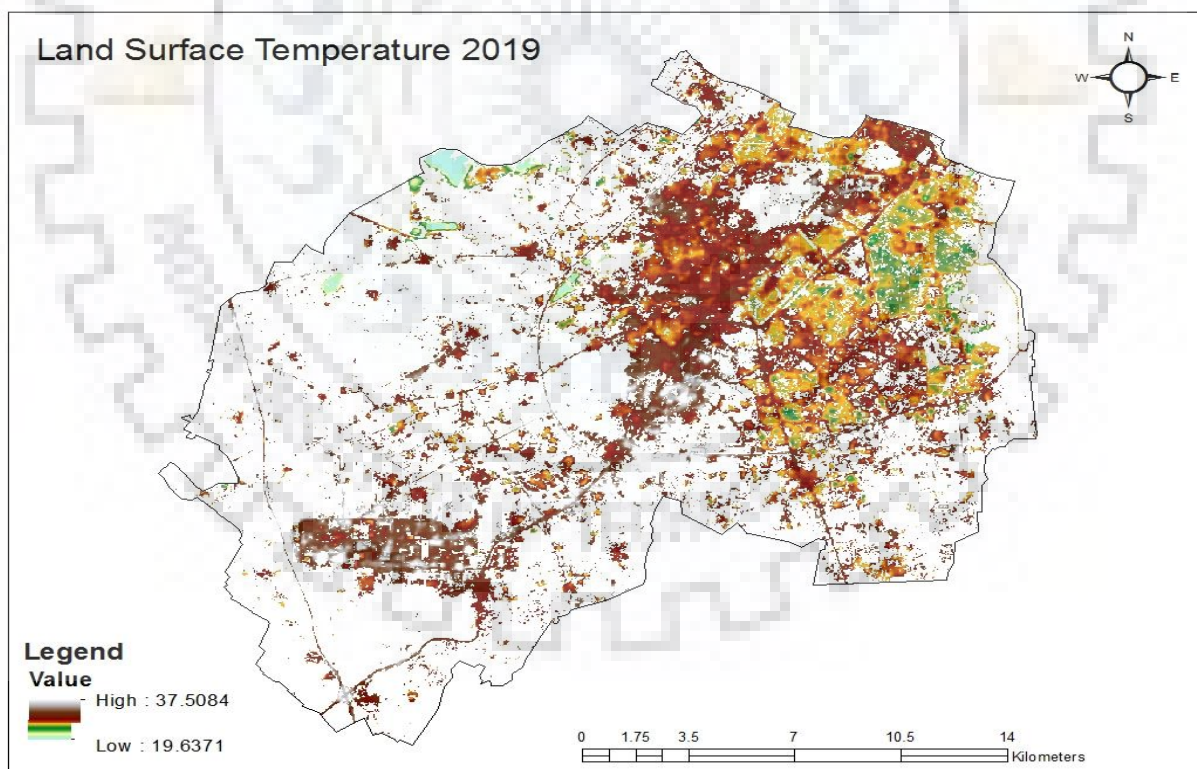 Land Surface Temperature 2019
N
W E
S
Legend
Value
High : 37.5084
Low : 19.6371
0 1.75 3.5 7 10.5 14
Kilometers